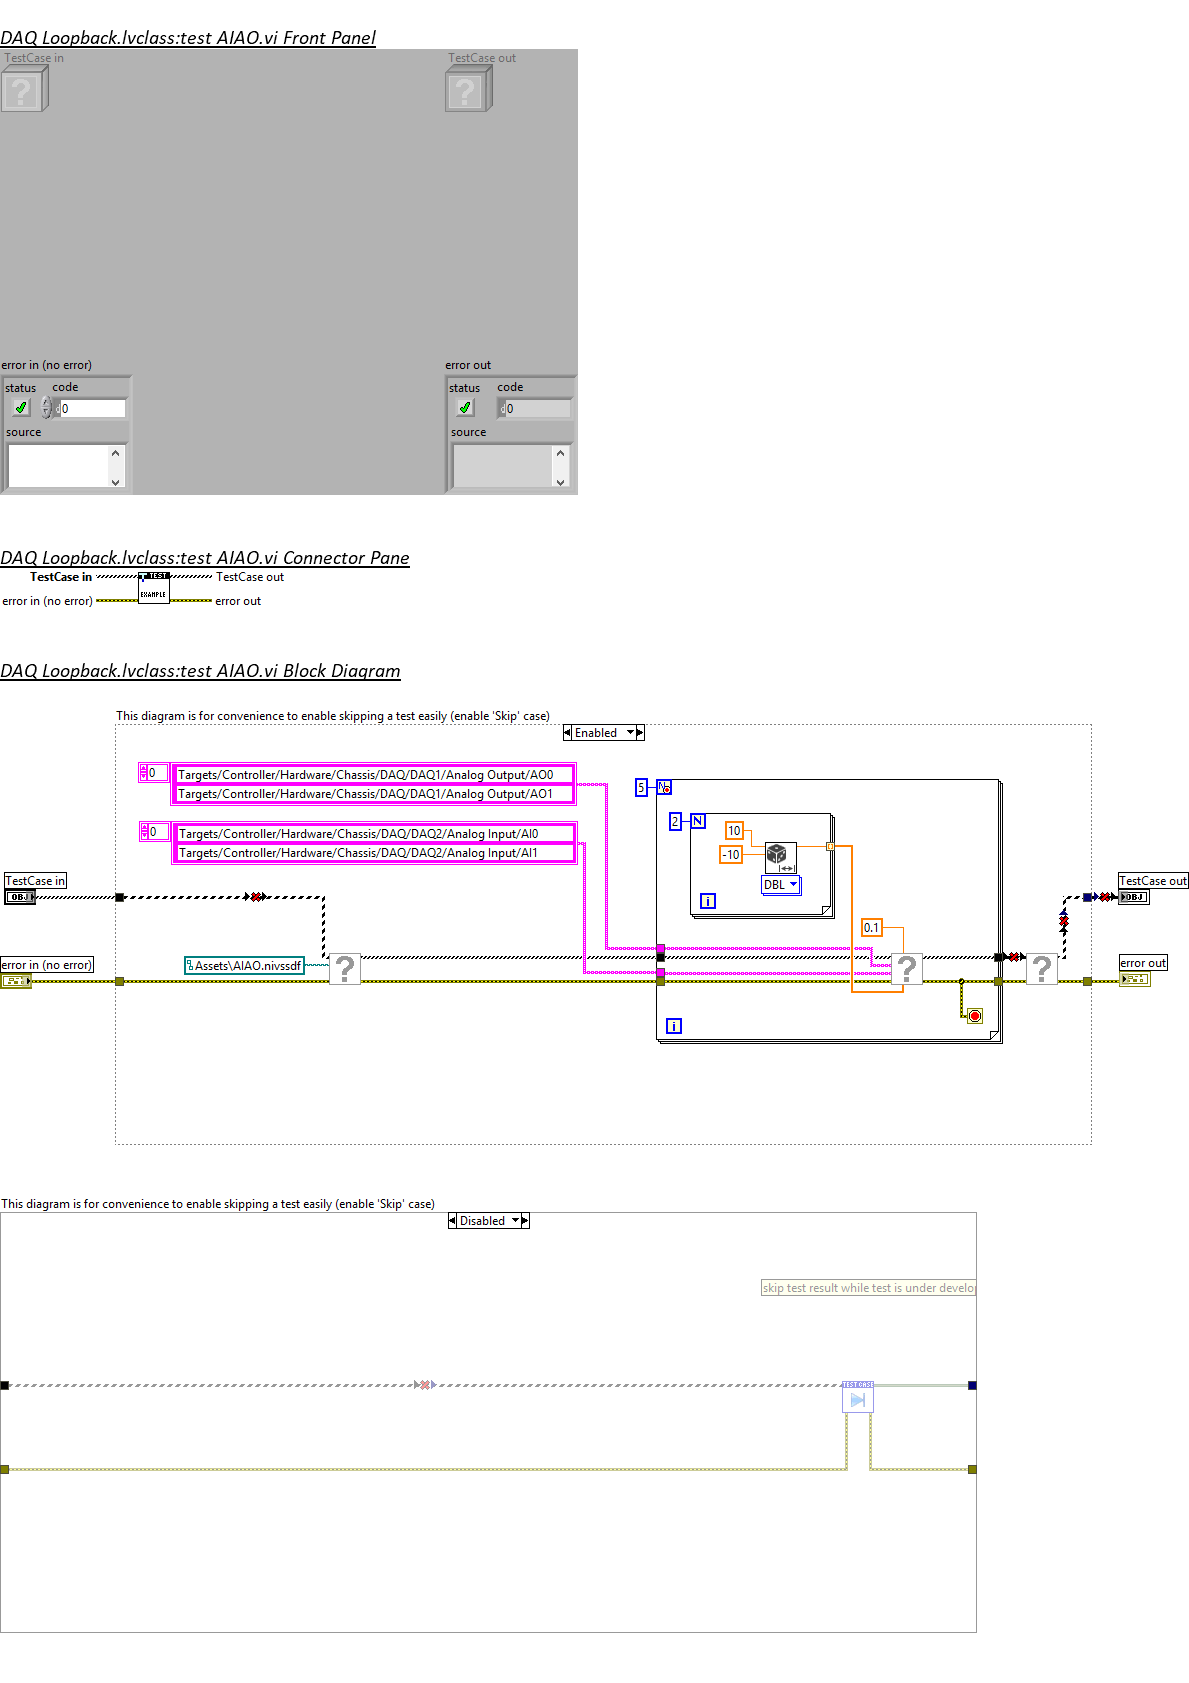 DAQ Loopback.lvclass:test AIAO.vi Front Panel
TestCase in
TestCase out
?
?
error in (no error)
error out
status
code
status
code
d0
d0
source
source
DAQ Loopback.lvclass:test AIAO.vi Connector Pane
TestCase in
TestCase out
TEST
EXAMPLE
error in (no error)
error out
DAQ Loopback.lvclass:test AIAO.vi Block Diagram
This diagram is for convenience to enable skipping a test easily (enable 'Skip' case)
Enabled
0
Targets/Controller/Hardware/Chassis/DAQ/DAQ1/Analog Output/AO0
Targets/Controller/Hardware/Chassis/DAQ/DAQ1/Analog Output/AO1
5
N
2
N
0
Targets/Controller/Hardware/Chassis/DAQ/DAQ2/Analog Input/AI0
Targets/Controller/Hardware/Chassis/DAQ/DAQ2/Analog Input/AI1
10
-10
DBL
i
TestCase in
OBJ
TestCase out
OBJ
0.1
error in (no error)
Assets\AIAO.nivssdf
?
?
?
error out
i
This diagram is for convenience to enable skipping a test easily (enable 'Skip' case)
Disabled
skip test result while test is under develo
TEST CASE